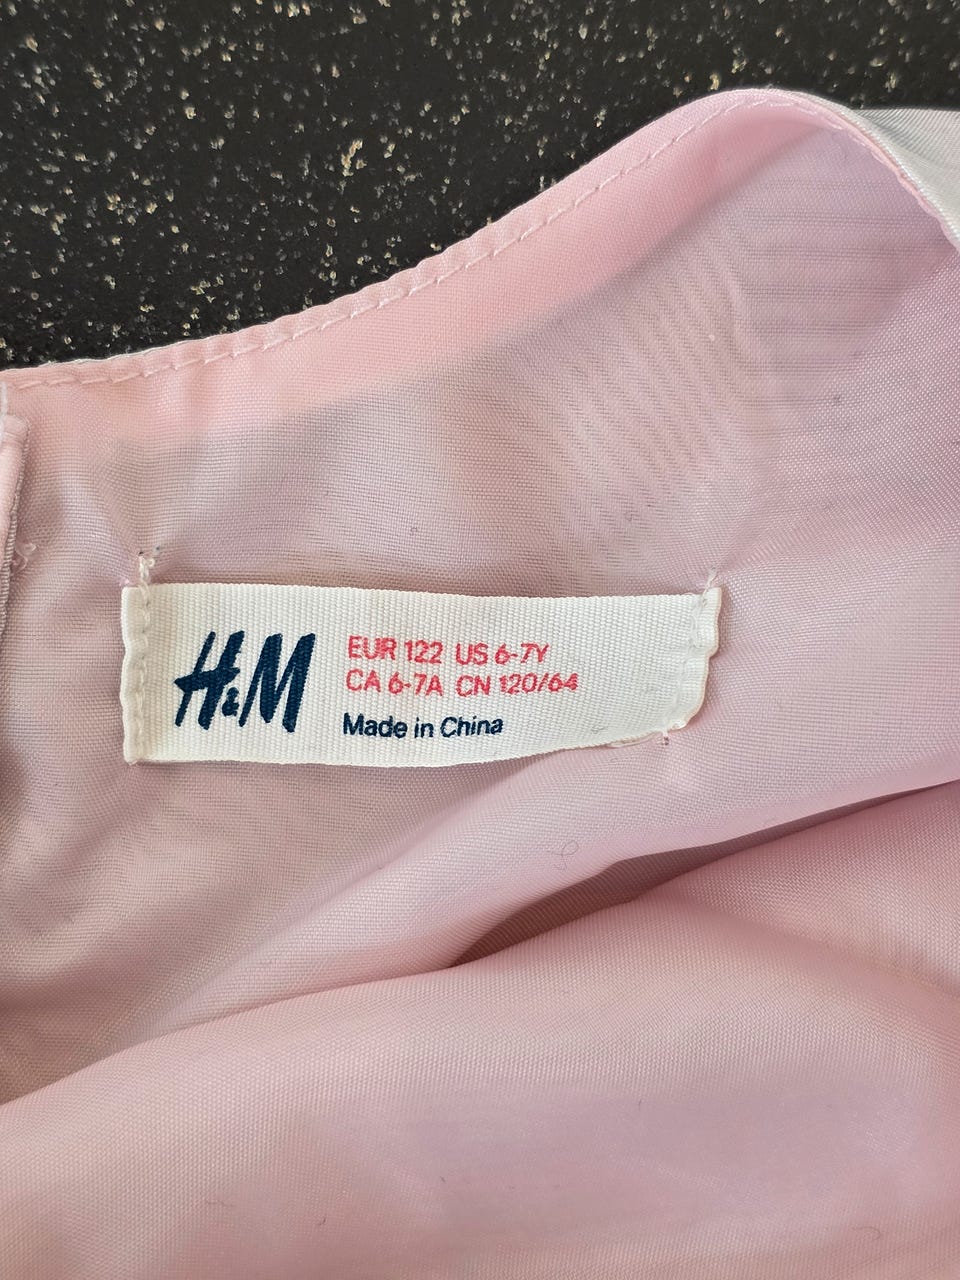 H&M
EUR 122 US 6-7Y
CA 6-7A CN 120/64
Made in China